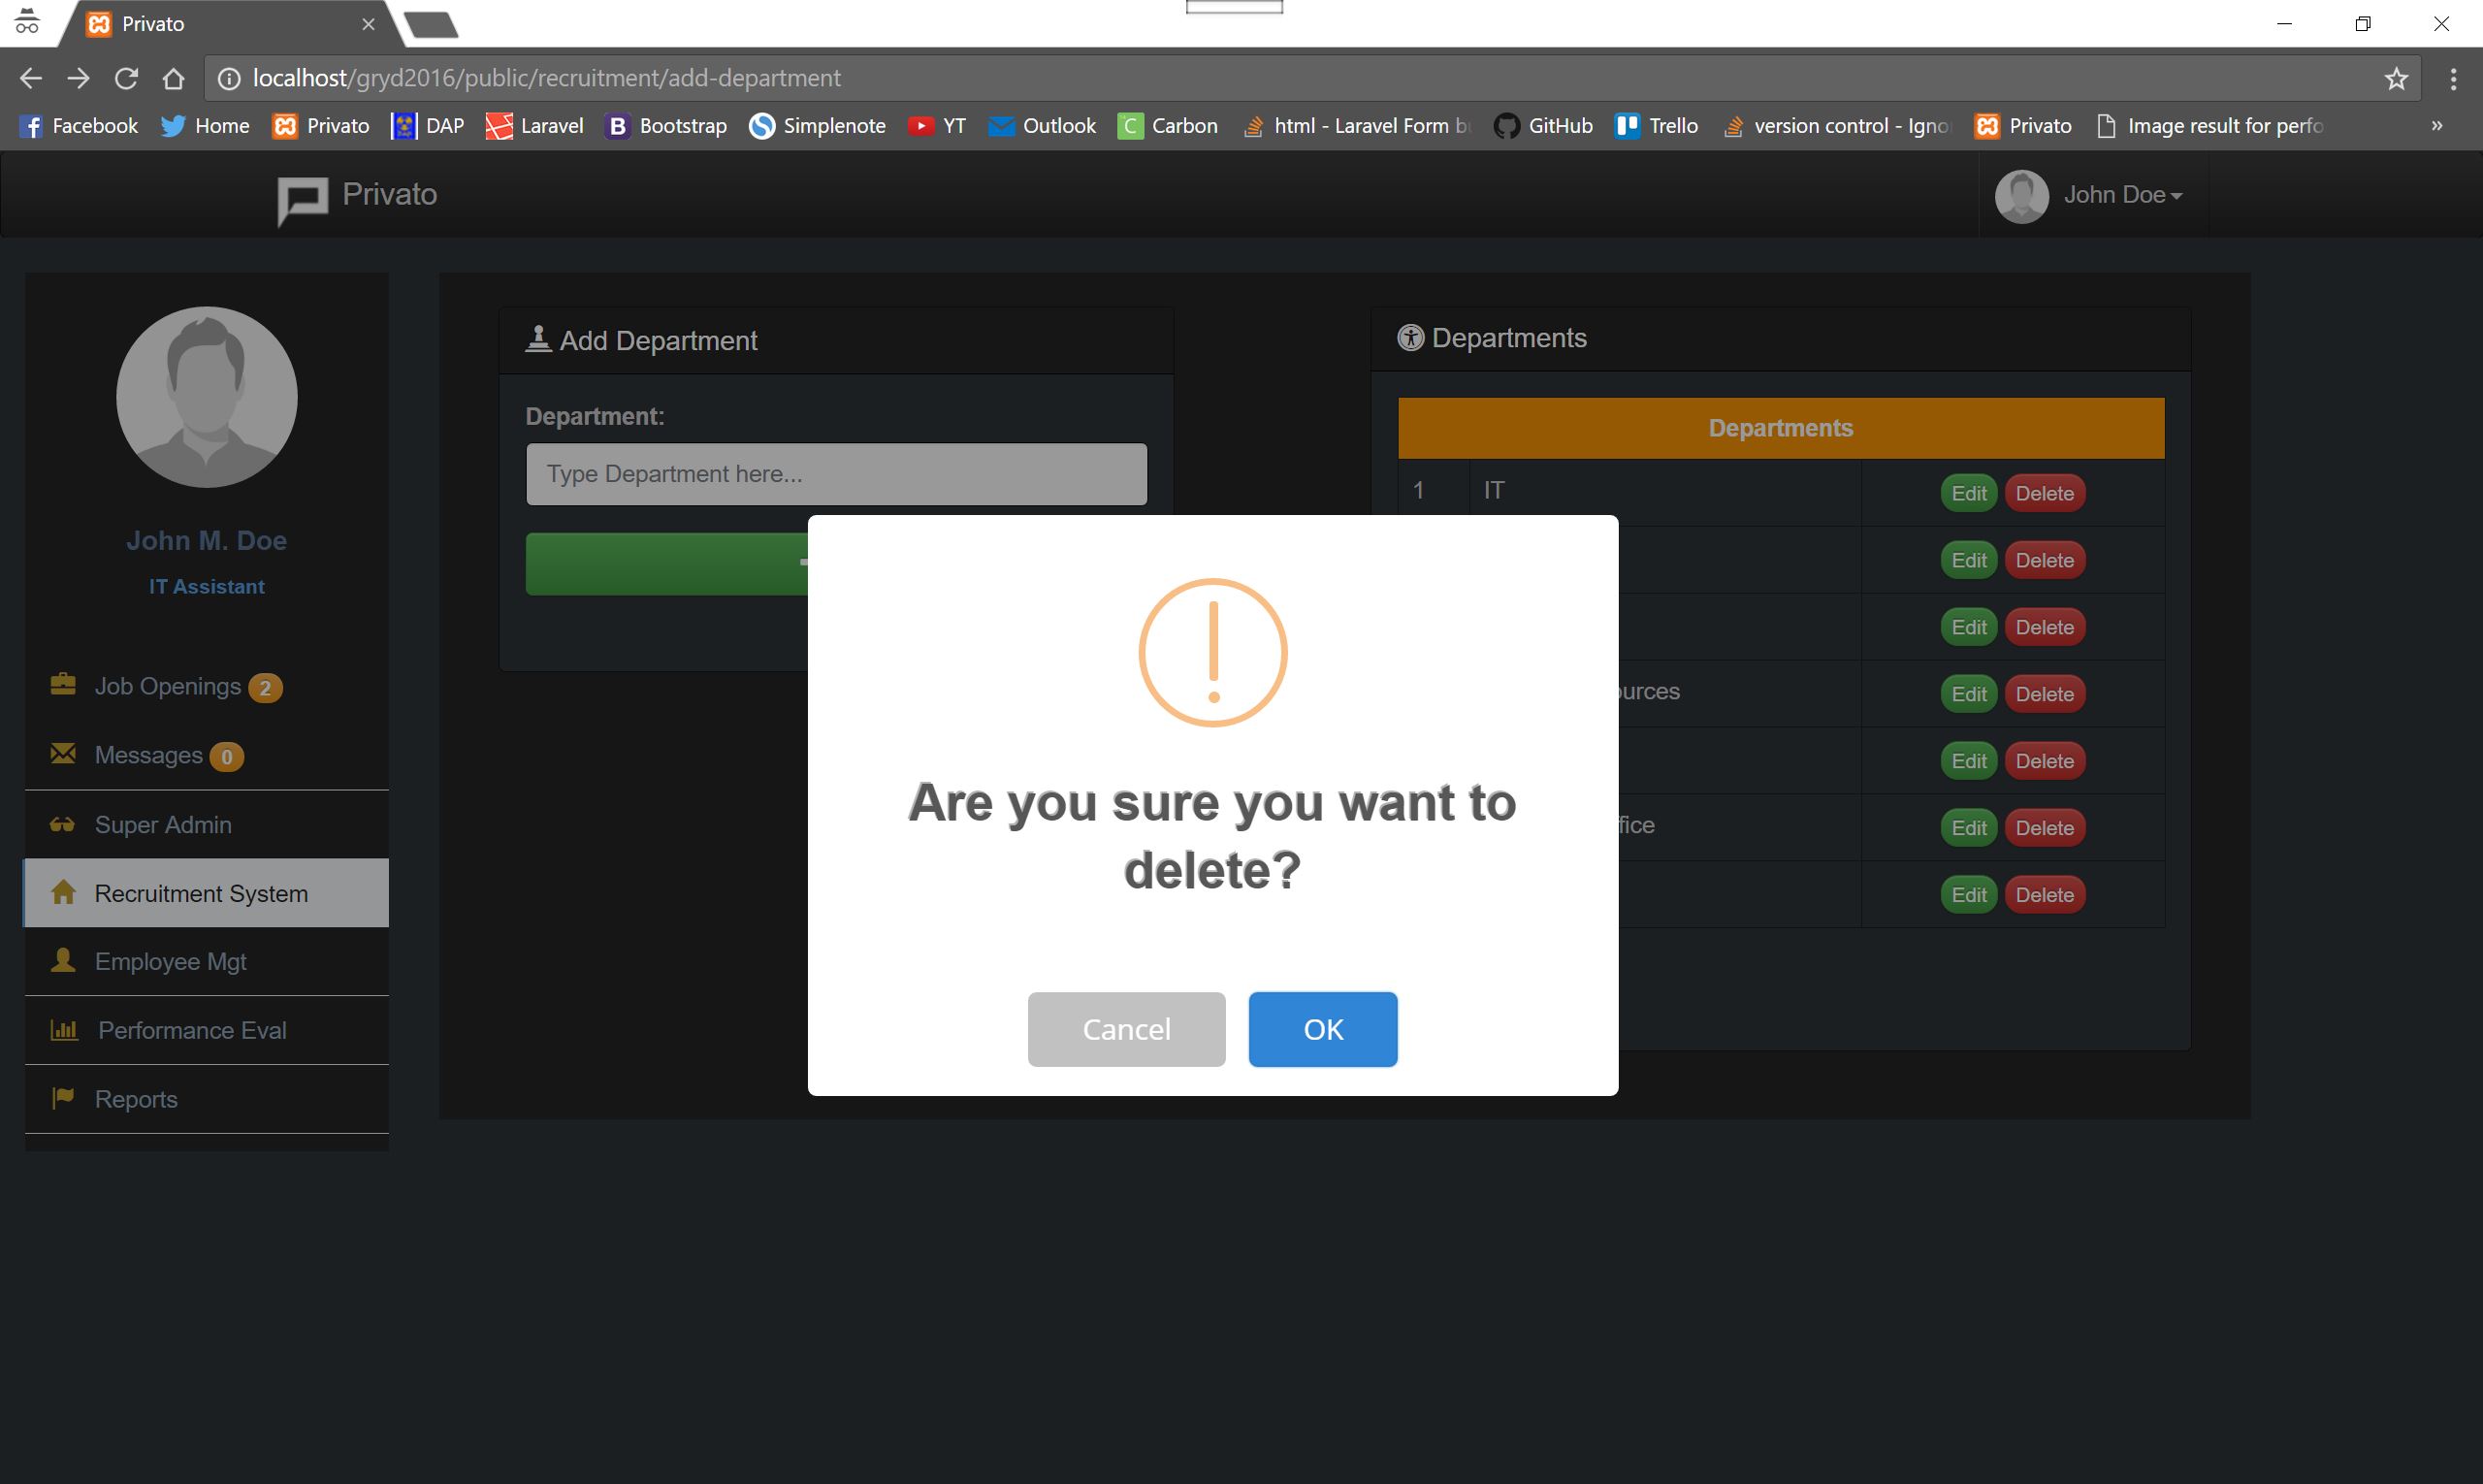 Privato
localhost/gryd2016/public/recruitment/add-department
Facebook Home Privato DAP Laravel Bootstrap Simplenote YT Outlook Carbon html - Laravel Form GitHub Trello version control - Privato Image result for
Privato
John Doe
John M. Doe
IT Assistant
Job Openings 2
Messages 0
Super Admin
Recruitment System
Employee Mgt
Performance Eval
Reports
Add Department
Department:
Type Department here...
Departments
Departments
1 IT Edit Delete
Edit Delete
Edit Delete
Edit Delete
Edit Delete
Edit Delete
Edit Delete
Are you sure you want to
delete?
Cancel OK